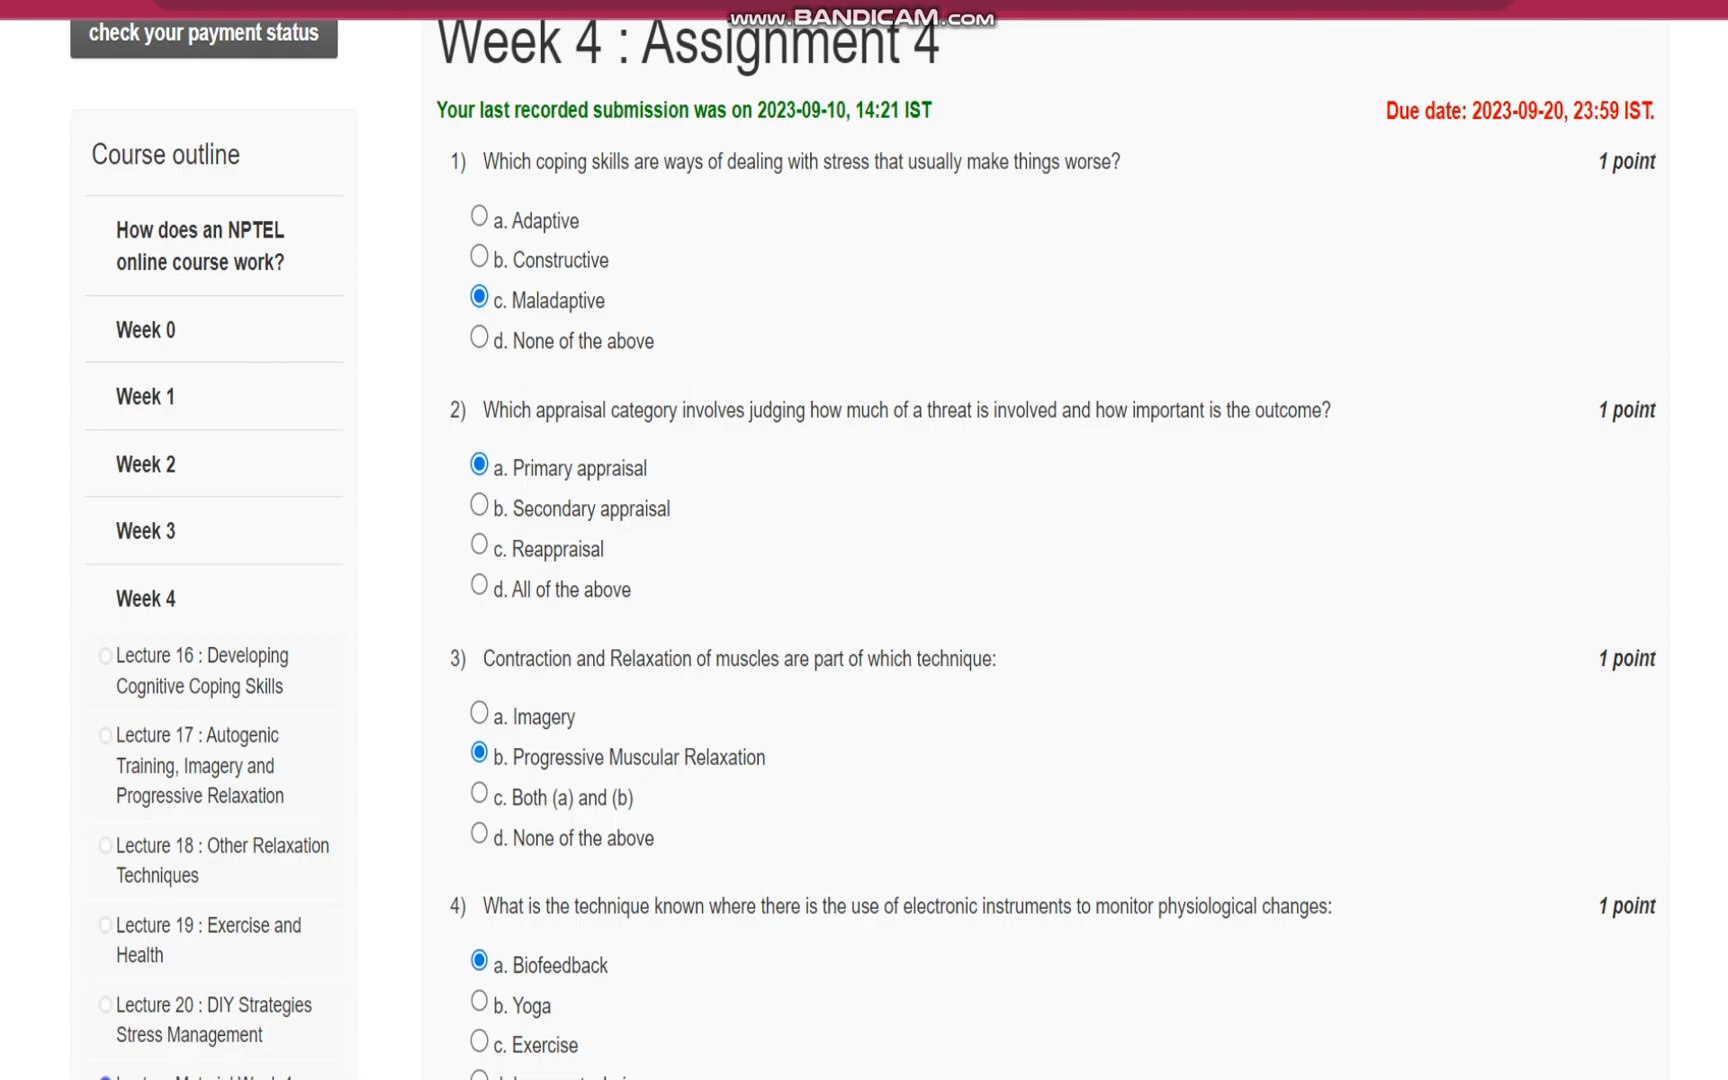 www.BANDICAM.com
check your payment status
Week 4 : Assignment 4
Your last recorded submission was on 2023-09-10, 14:21 IST
Due date: 2023-09-20, 23:59 IST.
Course outline
How does an NPTEL
online course work?
Week 0
Week 1
Week 2
Week 3
Week 4
Lecture 16 : Developing
Cognitive Coping Skills
Lecture 17 : Autogenic
Training, Imagery and
Progressive Relaxation
Lecture 18 : Other Relaxation
Techniques
Lecture 19 : Exercise and
Health
Lecture 20 : DIY Strategies
Stress Management
1) Which coping skills are ways of dealing with stress that usually make things worse? 1 point
a. Adaptive
b. Constructive
c. Maladaptive
d. None of the above
2) Which appraisal category involves judging how much of a threat is involved and how important is the outcome? 1 point
a. Primary appraisal
b. Secondary appraisal
c. Reappraisal
d. All of the above
3) Contraction and Relaxation of muscles are part of which technique: 1 point
a. Imagery
b. Progressive Muscular Relaxation
c. Both (a) and (b)
d. None of the above
4) What is the technique known where there is the use of electronic instruments to monitor physiological changes: 1 point
a. Biofeedback
b. Yoga
c. Exercise